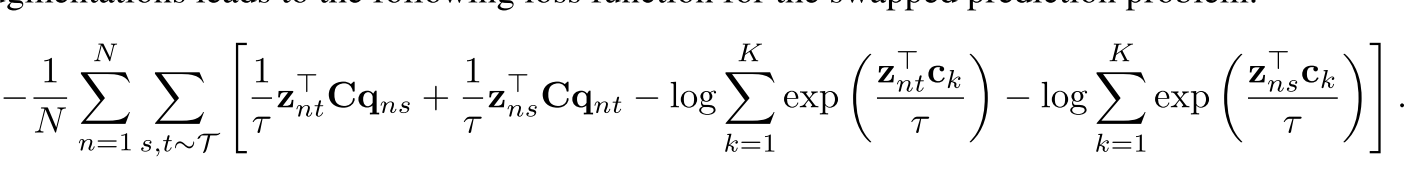 augmentations leads to the following loss function for the swapped prediction problem:
$$-\frac{1}{N}\sum_{n=1}^{N}\sum_{s,t\sim\mathcal{T}}\left[\frac{1}{\tau}\mathbf{z}_{nt}^{\top}\mathbf{C}\mathbf{q}_{ns}+\frac{1}{\tau}\mathbf{z}_{ns}^{\top}\mathbf{C}\mathbf{q}_{nt}-\log\sum_{k=1}^{K}\exp\left(\frac{\mathbf{z}_{nt}^{\top}\mathbf{c}_{k}}{\tau}\right)-\log\sum_{k=1}^{K}\exp\left(\frac{\mathbf{z}_{ns}^{\top}\mathbf{c}_{k}}{\tau}\right)\right].$$